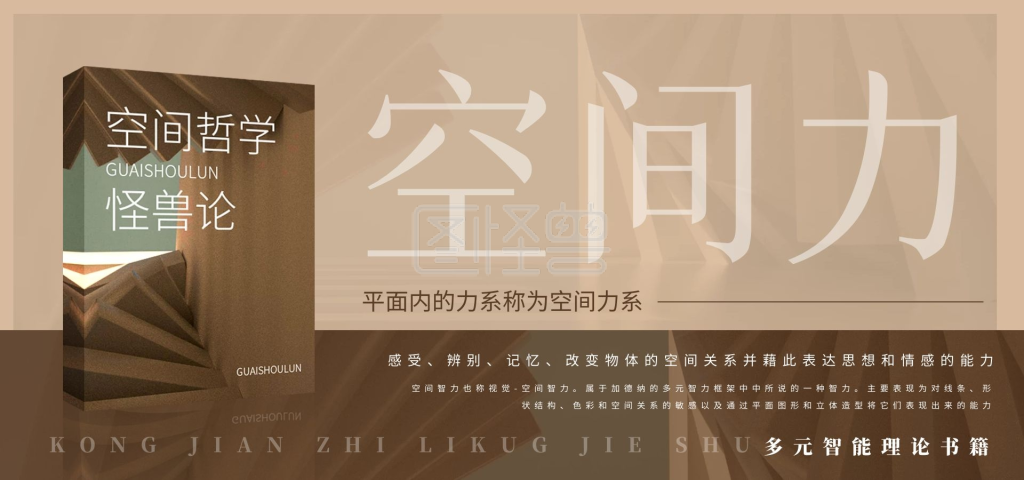 空间哲学
GUAISHOULUN
怪兽论
GUAISHOULUN
GUAISHOULUN
空间力
图怪兽
平面内的力系称为空间力系
感受、辨别、记忆、改变物体的空间关系并藉此表达思想和情感的能力
空间智力也称视觉-空间智力。属于加德纳的多元智力框架中中所说的一种智力。主要表现为对线条、形
状结构、色彩和空间关系的敏感以及通过平面图形和立体造型将它们表现出来的能力
KONG JIAN ZHI LIKUG JIE SHU
多元智能理论书籍